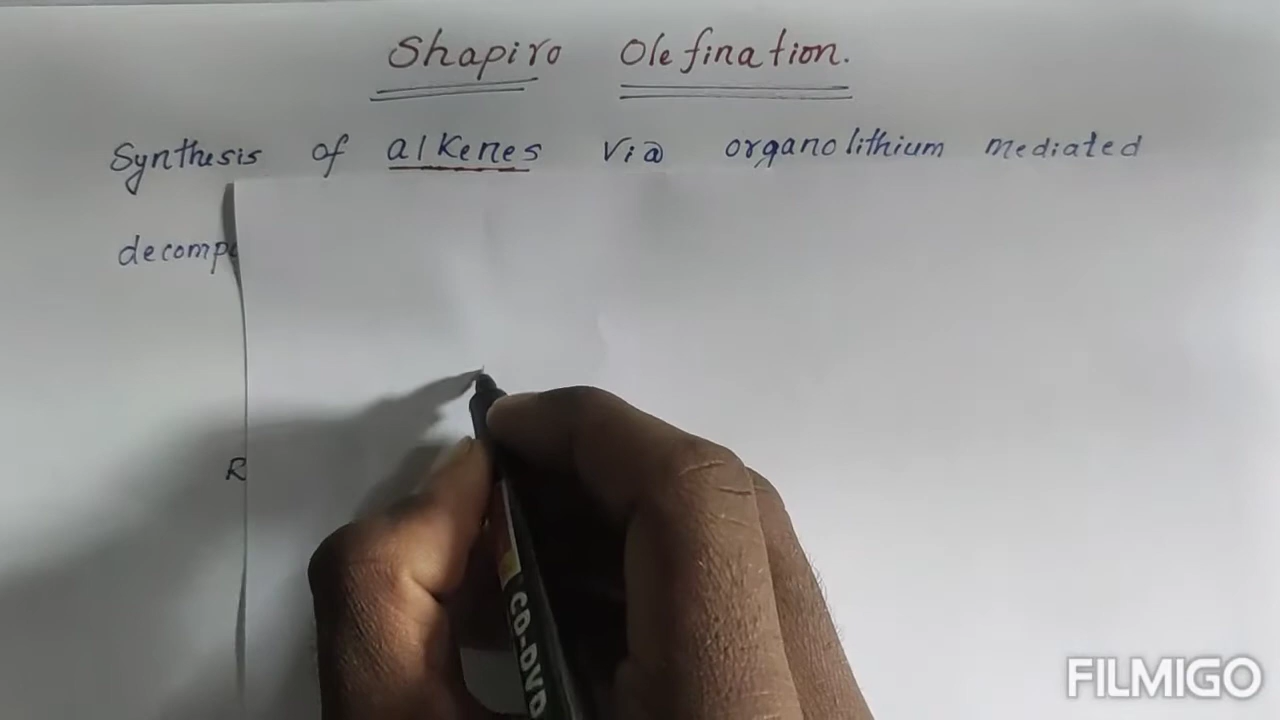 Shapiro Olefination.
Synthesis of alkenes via organolithium mediated
decomp
R
CD-DVD
FILMIGO